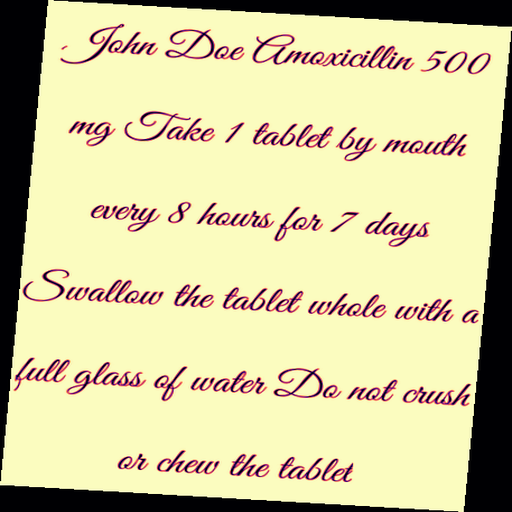 John Doe Amoxicillin 500
mg Take 1 tablet by mouth
every 8 hours for 7 days
Swallow the tablet whole with a
full glass of water Do not crush
or chew the tablet